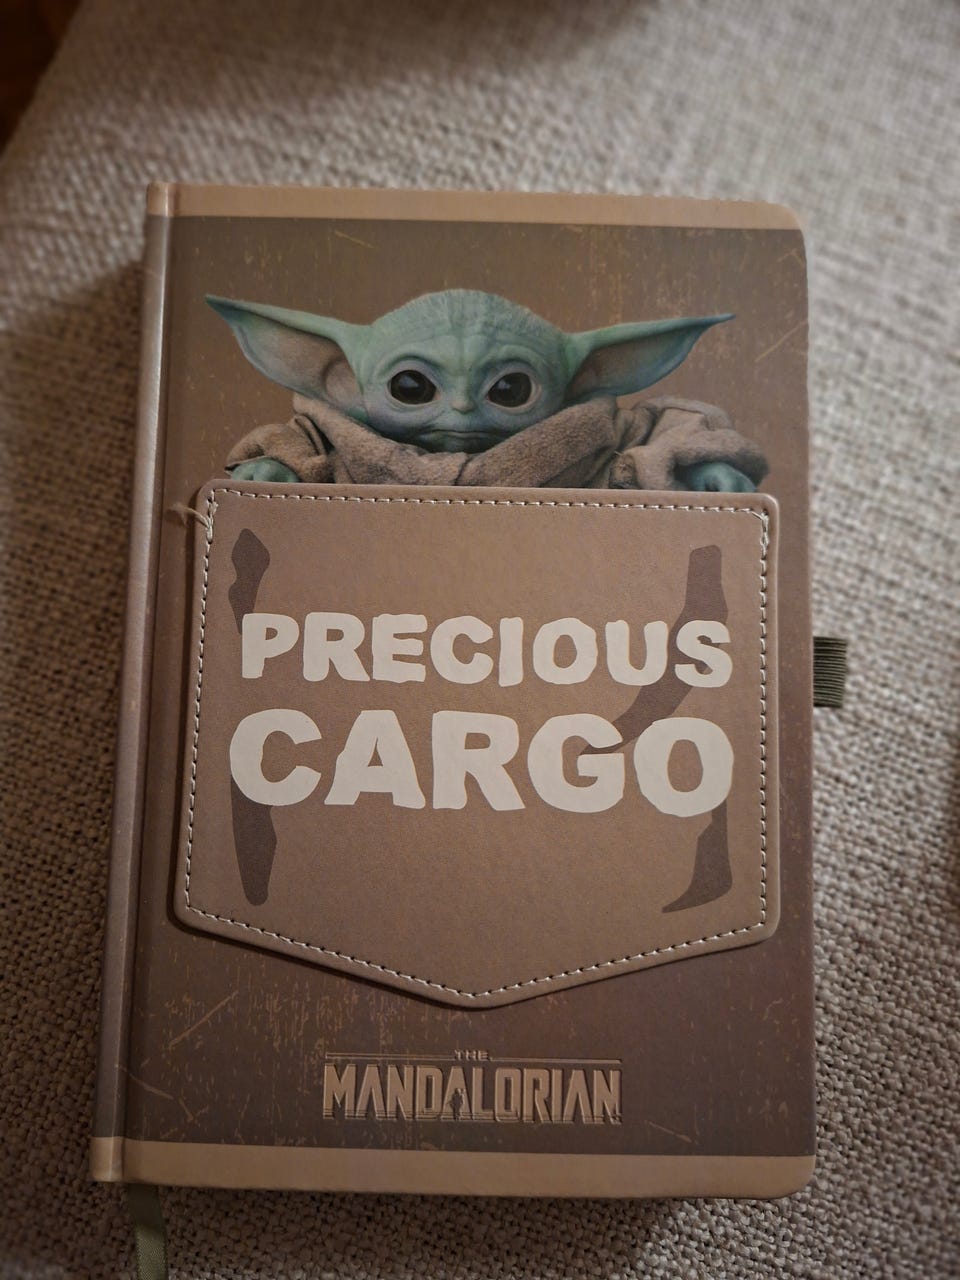 PRECIOUS
CARGO
THE
MANDALORIAN